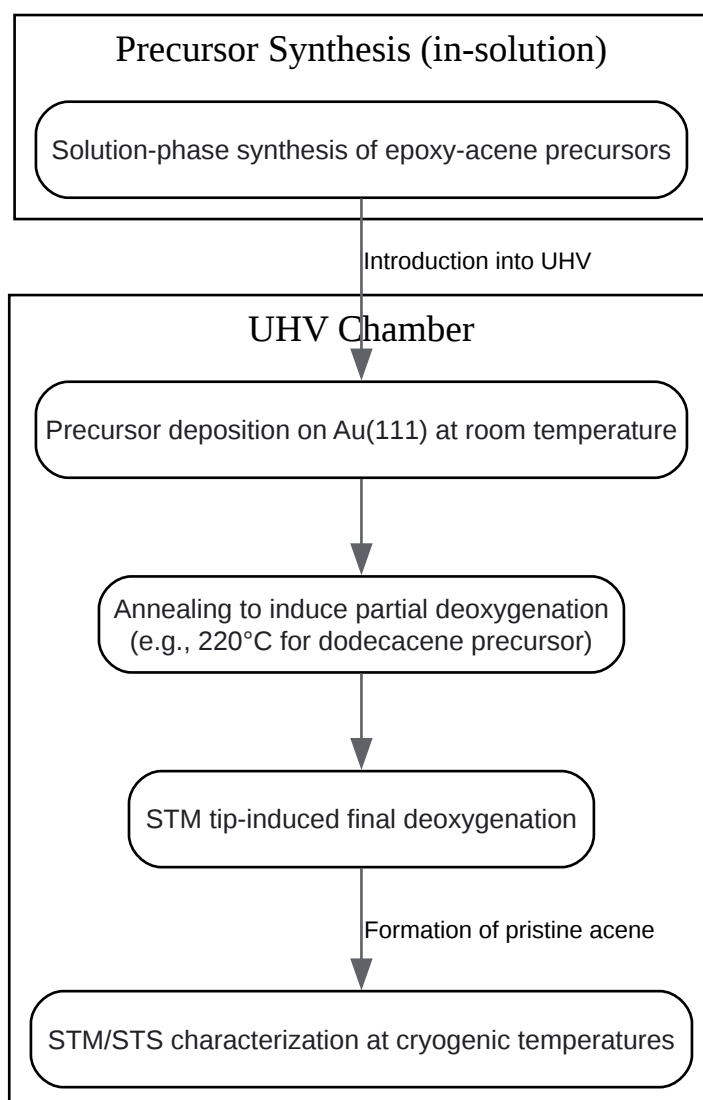 Precursor Synthesis (in-solution)
Solution-phase synthesis of epoxy-acene precursors
Introduction into UHV
UHV Chamber
Precursor deposition on Au(111) at room temperature
Annealing to induce partial deoxygenation
(e.g., 220°C for dodecacene precursor)
STM tip-induced final deoxygenation
Formation of pristine acene
STM/STS characterization at cryogenic temperatures